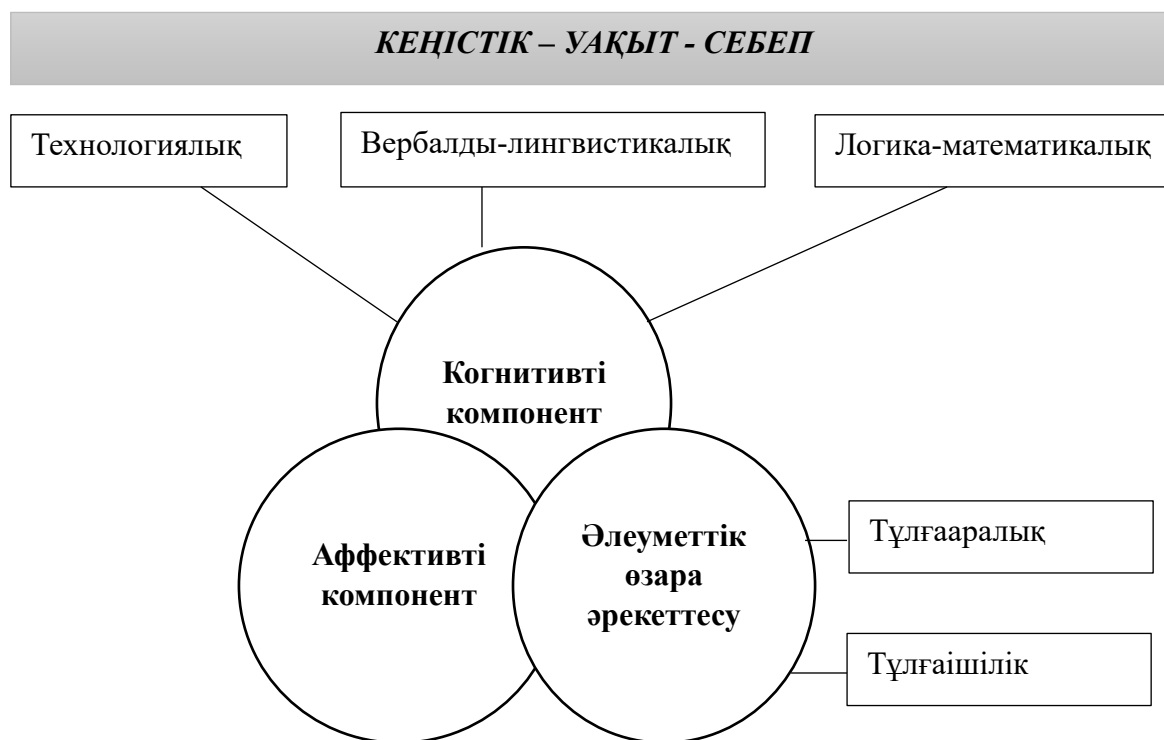 КЕҢІСТІК – УАҚЫТ - СЕБЕП
Технологиялық
Вербалды-лингвистикалық
Логика-математикалық
Когнитивті
компонент
Аффективті
компонент
Әлеуметтік
өзара
әрекеттесу
Тұлғааралық
Тұлғаішілік